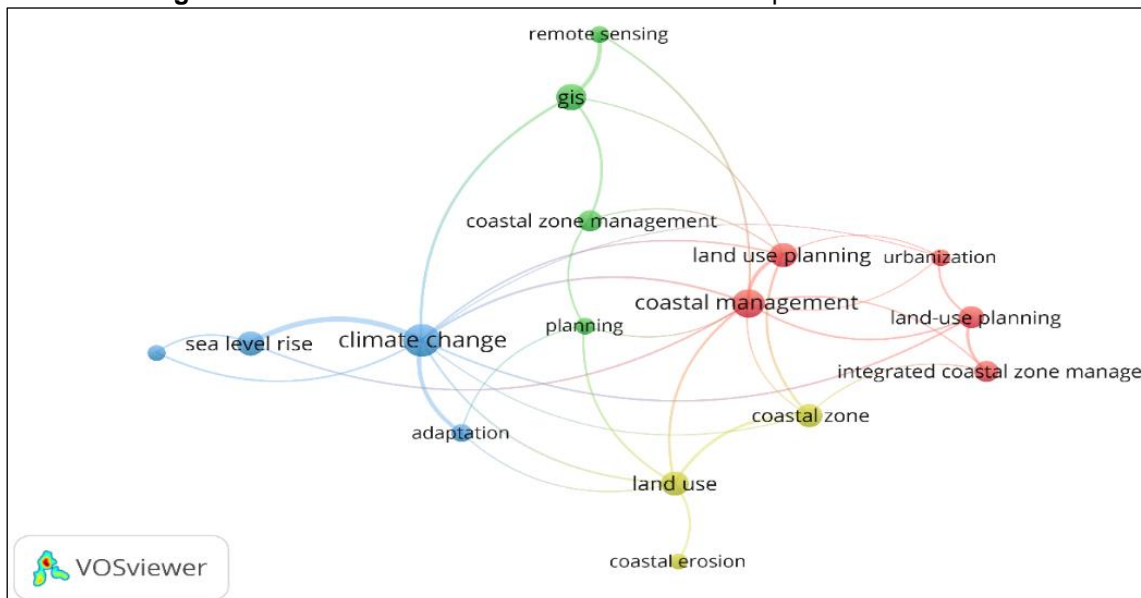 remote sensing
gis
coastal zone management
land use planning
urbanization
coastal management
land-use planning
planning
climate change
sea level rise
integrated coastal zone manage
coastal zone
adaptation
land use
coastal erosion
VOSviewer